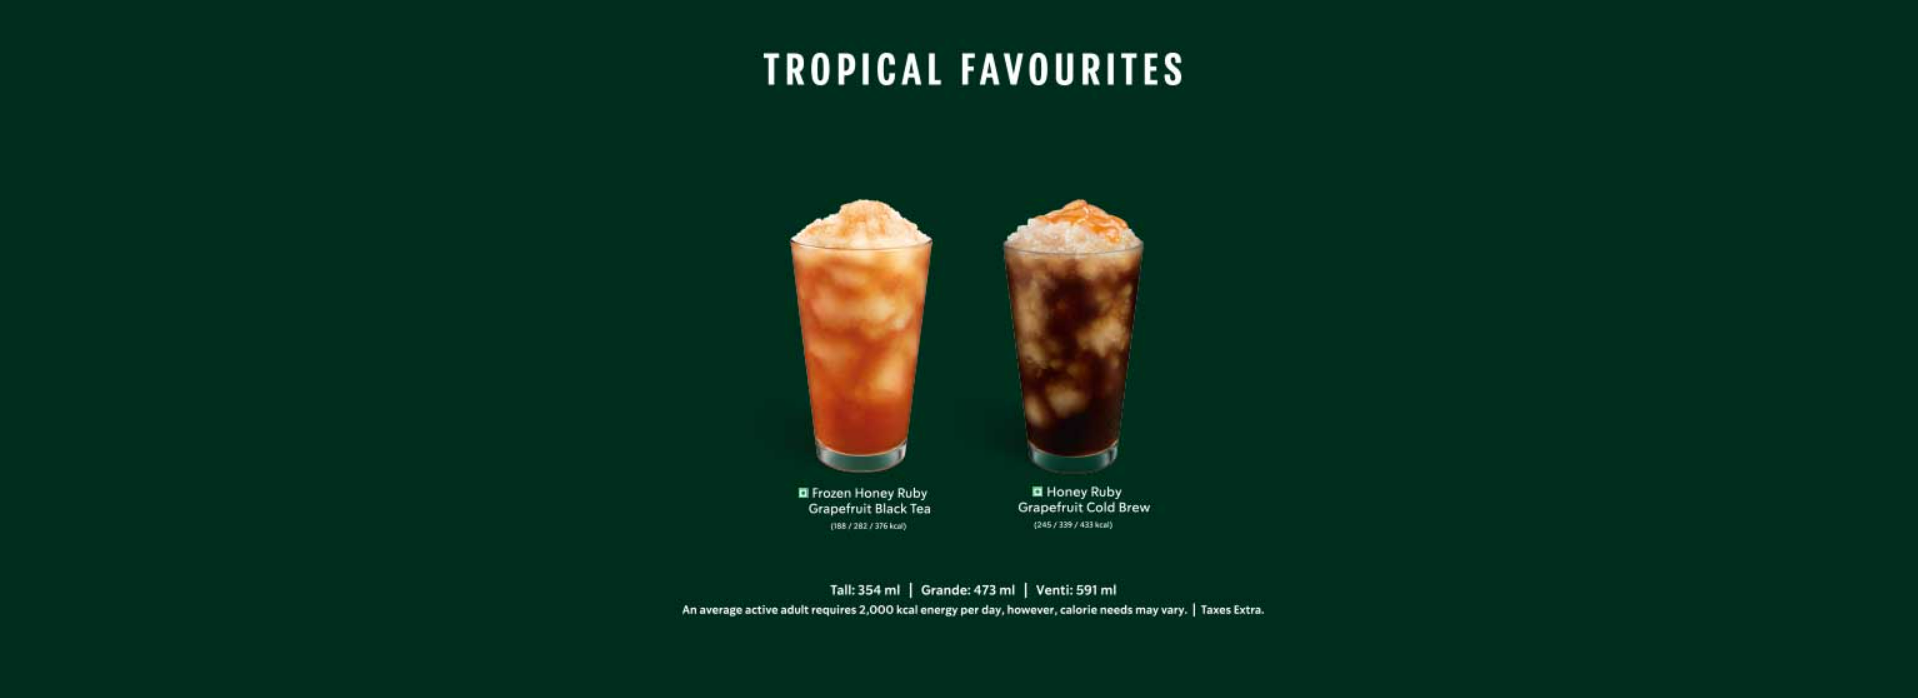 TROPICAL FAVOURITES
Frozen Honey Ruby
Grapefruit Black Tea
(188 / 282 / 376 kcal)
Honey Ruby
Grapefruit Cold Brew
(245 / 339 / 433 kcal)
Tall: 354 ml | Grande: 473 ml | Venti: 591 ml
An average active adult requires 2,000 kcal energy per day, however, calorie needs may vary. | Taxes Extra.